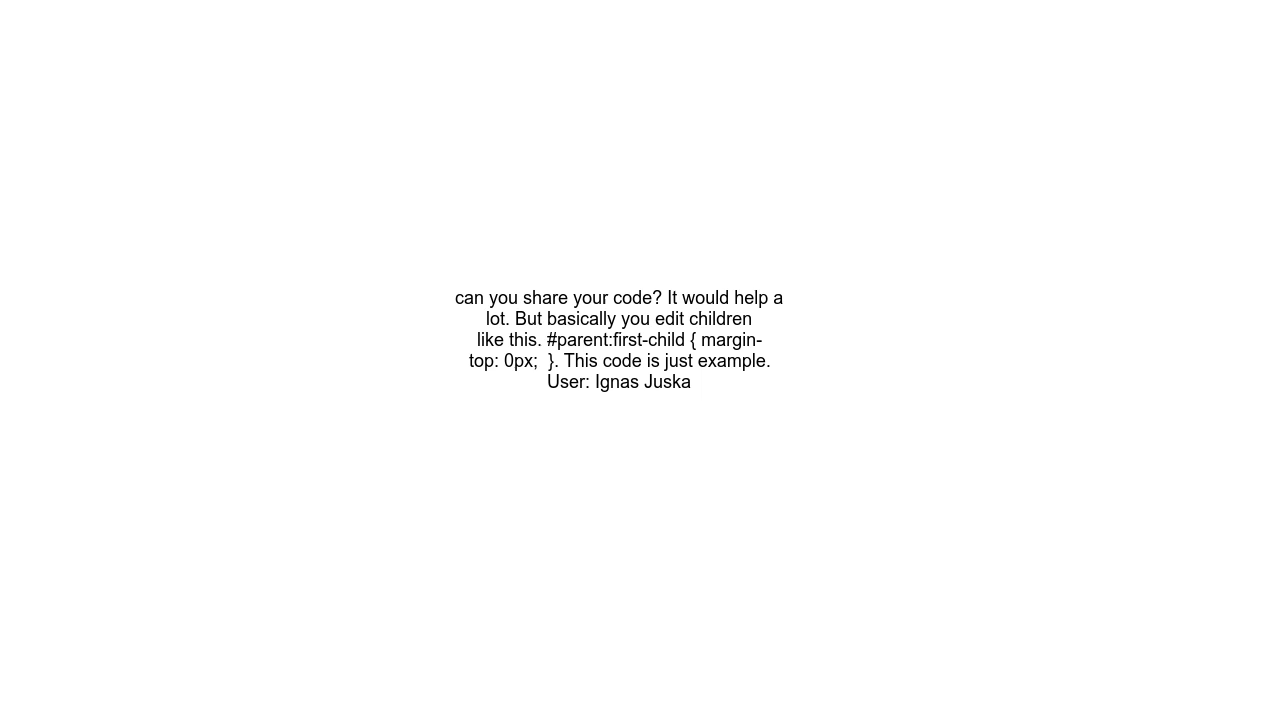 can you share your code? It would help a
lot. But basically you edit children
like this. #parent:first-child { margin-
top: 0px;  }. This code is just example.
User: Ignas Juska